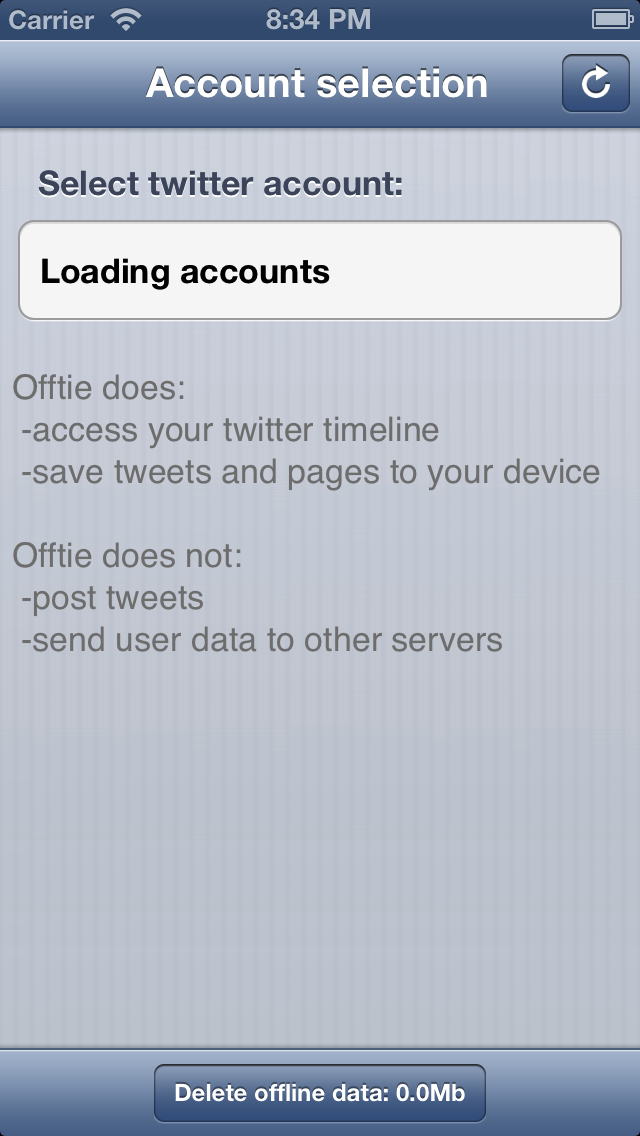 Carrier 8:34 PM
Account selection
Select twitter account:
Loading accounts
Offtie does:
-access your twitter timeline
-save tweets and pages to your device
Offtie does not:
-post tweets
-send user data to other servers
Delete offline data: 0.0Mb